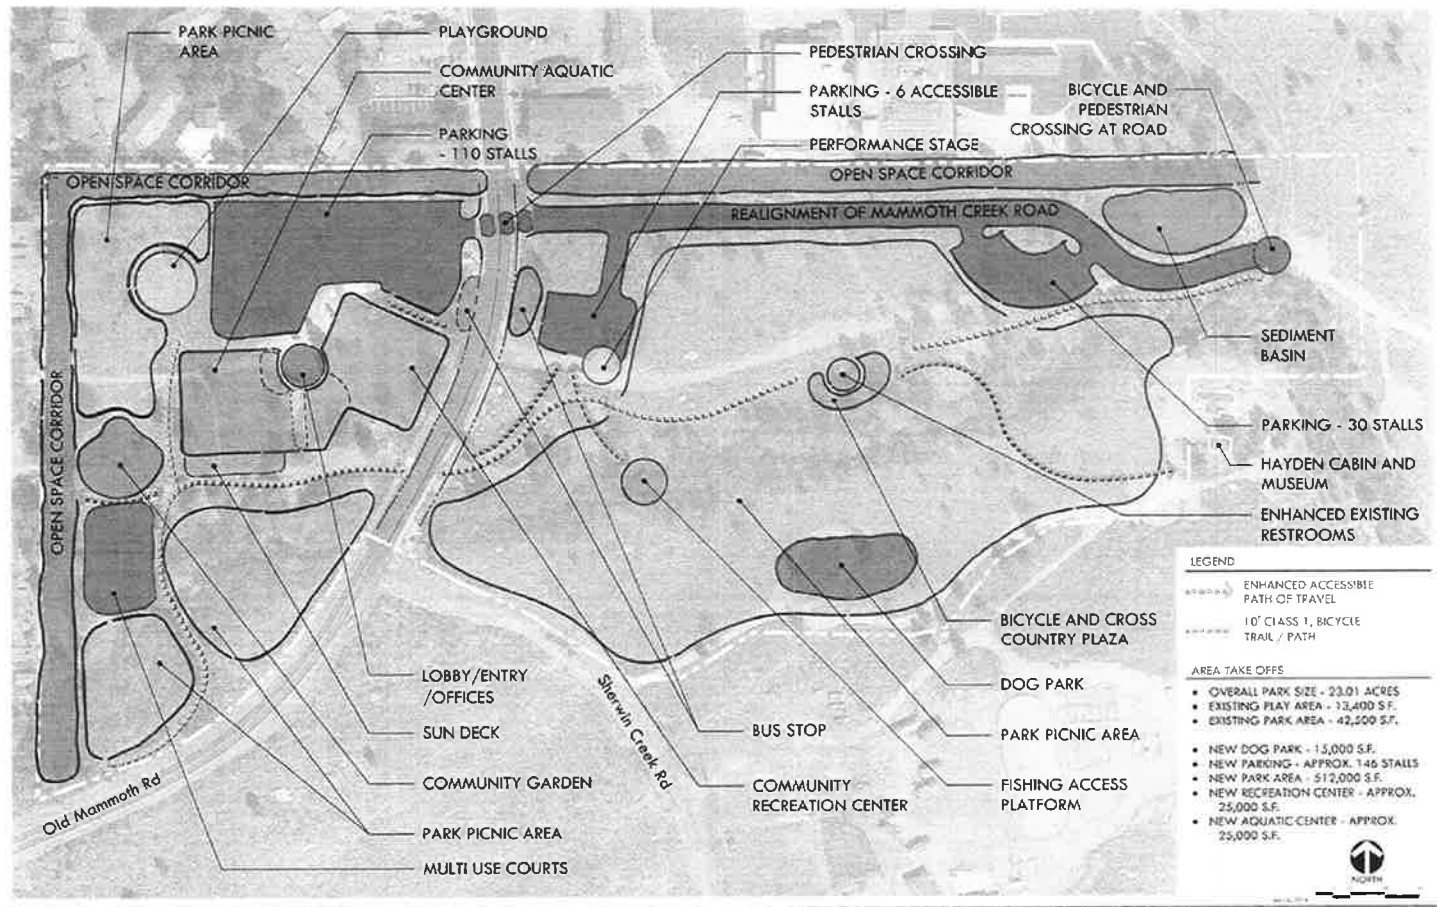 PARK PICNIC
AREA
PLAYGROUND
COMMUNITY AQUATIC
CENTER
PARKING
- 110 STALLS
PEDESTRIAN CROSSING
PARKING - 6 ACCESSIBLE
STALLS
PERFORMANCE STAGE
BICYCLE AND
PEDESTRIAN
CROSSING AT ROAD
OPEN SPACE CORRIDOR
OPEN SPACE CORRIDOR
REALIGNMENT OF MAMMOTH CREEK ROAD
OPEN SPACE CORRIDOR
SEDIMENT
BASIN
PARKING - 30 STALLS
HAYDEN CABIN AND
MUSEUM
ENHANCED EXISTING
RESTROOMS
BICYCLE AND CROSS
COUNTRY PLAZA
DOG PARK
PARK PICNIC AREA
FISHING ACCESS
PLATFORM
BUS STOP
COMMUNITY
RECREATION CENTER
LOBBY/ENTRY
/OFFICES
SUN DECK
COMMUNITY GARDEN
PARK PICNIC AREA
MULTI USE COURTS
Old Mammoth Rd
Sherwin Creek Rd
LEGEND
ENHANCED ACCESSIBLE
PATH OF TRAVEL
10' CLASS 1, BICYCLE
TRAIL / PATH
AREA TAKE OFFS
• OVERALL PARK SIZE - 23.01 ACRES
• EXISTING PLAY AREA - 13,400 S.F.
• EXISTING PARK AREA - 42,500 S.F.
• NEW DOG PARK - 15,000 S.F.
• NEW PARKING - APPROX. 146 STALLS
• NEW PARK AREA - 512,000 S.F.
• NEW RECREATION CENTER - APPROX.
25,000 S.F.
• NEW AQUATIC CENTER - APPROX.
25,000 S.F.
NORTH